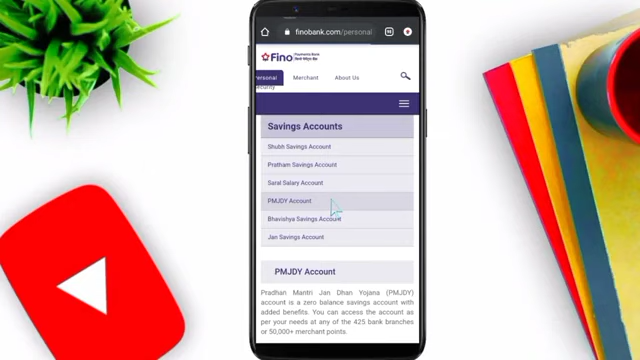 finobank.com/personal
Fino Payments Bank
Personal
Merchant
About Us
Security
Savings Accounts
Shubh Savings Account
Pratham Savings Account
Saral Salary Account
PMJDY Account
Bhavishya Savings Account
Jan Savings Account
PMJDY Account
Pradhan Mantri Jan Dhan Yojana (PMJDY)
account is a zero balance savings account with
added benefits. You can access the account as
per your needs at any of the 425 bank branches
or 50,000+ merchant points.